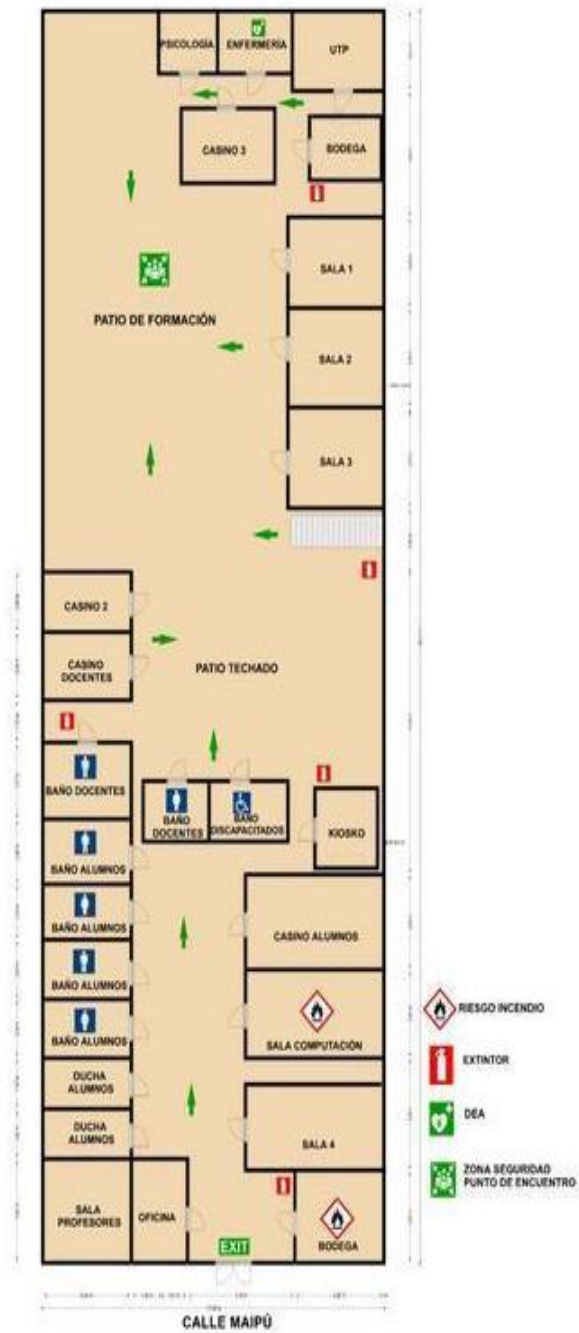 PSICOLOGÍA
ENFERMERÍA
UTP
CASINO 3
BODEGA
SALA 1
PATIO DE FORMACIÓN
SALA 2
SALA 3
CASINO 2
CASINO
DOCENTES
PATIO TECHADO
BAÑO DOCENTES
BAÑO
DOCENTES
BAÑO
DISCAPACITADOS
KIOSKO
BAÑO ALUMNOS
BAÑO ALUMNOS
CASINO ALUMNOS
BAÑO ALUMNOS
SALA COMPUTACIÓN
BAÑO ALUMNOS
DUCHA
ALUMNOS
DUCHA
ALUMNOS
SALA 4
SALA
PROFESORES
OFICINA
EXIT
BODEGA
RIESGO INCENDIO
EXTINTOR
DEA
ZONA SEGURIDAD
PUNTO DE ENCUENTRO
CALLE MAIPÚ